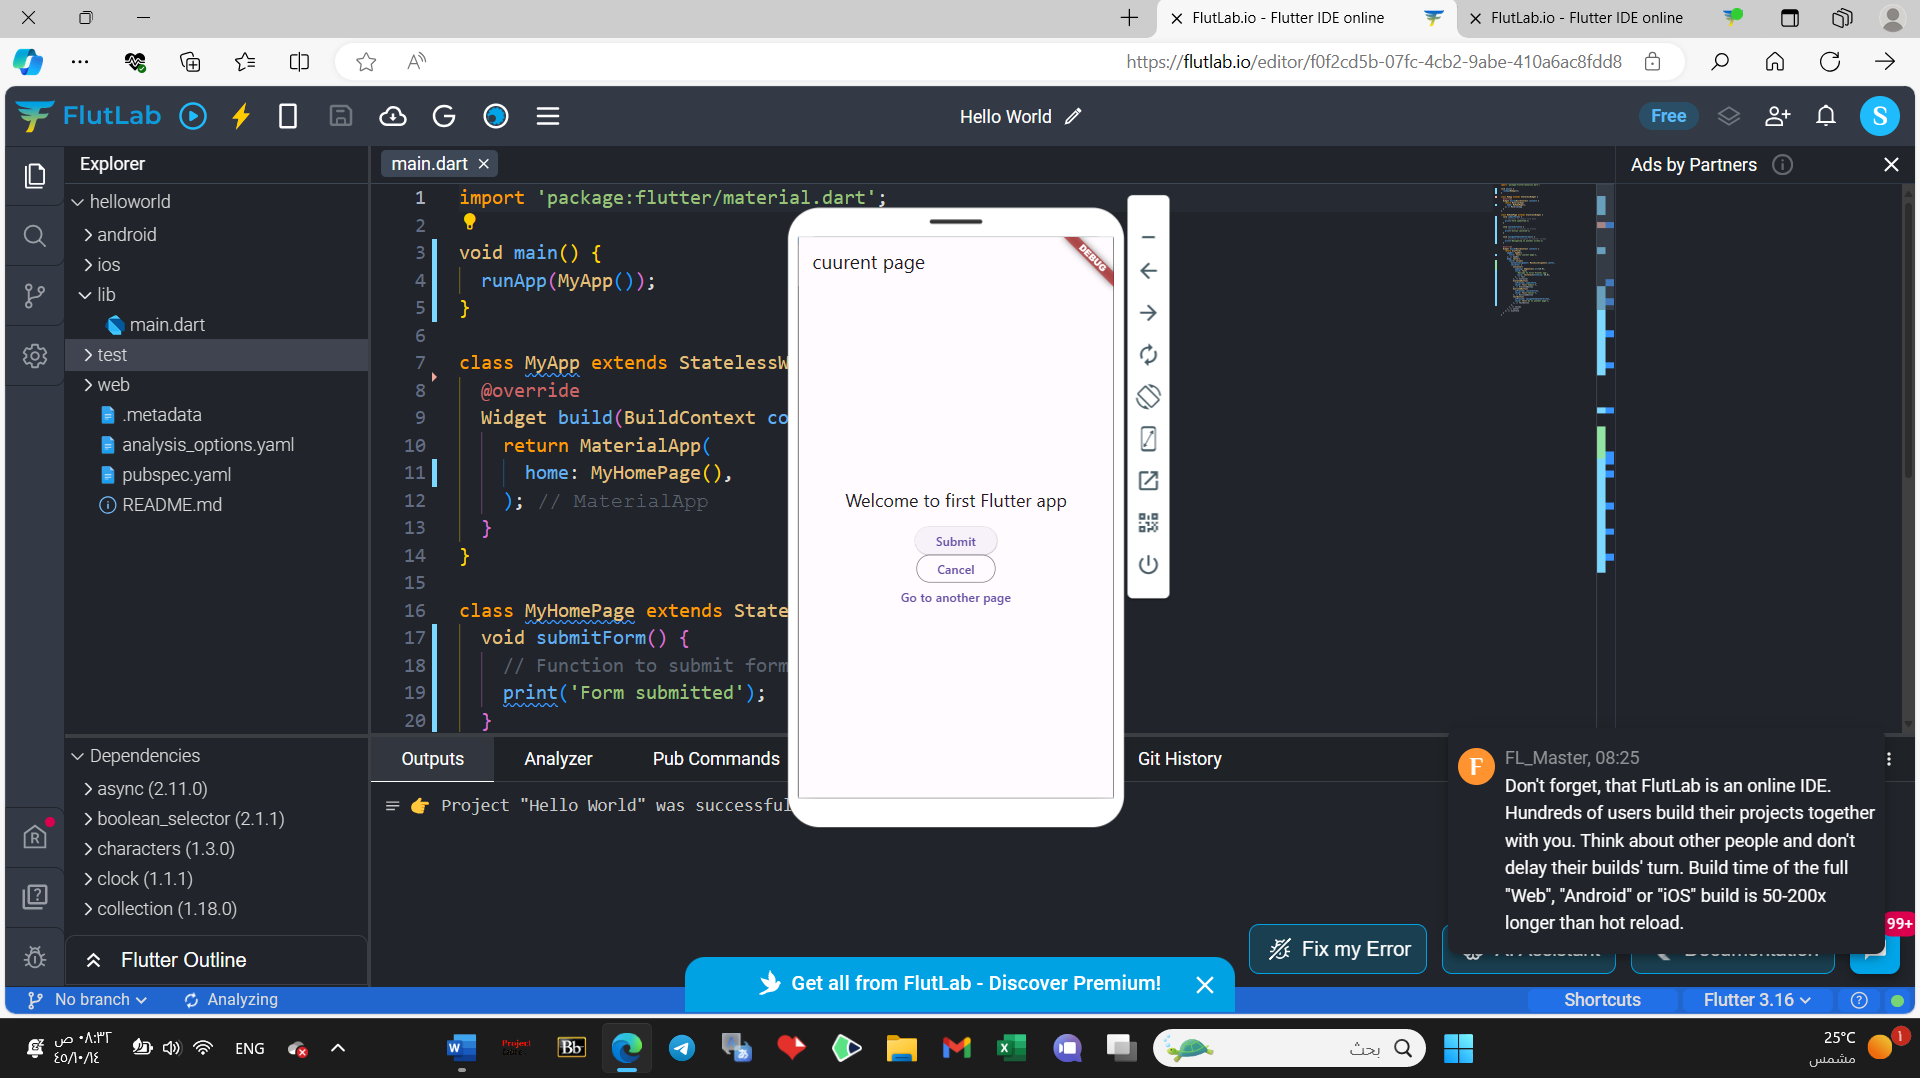 FlutLab.io - Flutter IDE online
FlutLab.io - Flutter IDE online
https://flutlab.io/editor/f0f2cd5b-07fc-4cb2-9abe-410a6ac8fdd8
FlutLab
Hello World
Free
S
Explorer
helloworld
android
ios
lib
main.dart
test
web
.metadata
analysis_options.yaml
pubspec.yaml
README.md
main.dart
1 import 'package:flutter/material.dart';
2
3 void main() {
4 runApp(MyApp());
5 }
6
7 class MyApp extends StatelessW
8 @override
9 Widget build(BuildContext co
10 return MaterialApp(
11 home: MyHomePage(),
12 ); // MaterialApp
13 }
14 }
15
16 class MyHomePage extends State
17 void submitForm() {
18 // Function to submit form
19 print('Form submitted');
20 }
cuurent page
DEBUG
Welcome to first Flutter app
Submit
Cancel
Go to another page
Ads by Partners
Dependencies
async (2.11.0)
boolean_selector (2.1.1)
characters (1.3.0)
clock (1.1.1)
collection (1.18.0)
Flutter Outline
Outputs
Analyzer
Pub Commands
Git History
Project "Hello World" was successful
F
FL_Master, 08:25
Don't forget, that FlutLab is an online IDE.
Hundreds of users build their projects together
with you. Think about other people and don't
delay their builds' turn. Build time of the full
"Web", "Android" or "iOS" build is 50-200x
longer than hot reload.
99+
Fix my Error
AI Assistant
Documentation
Get all from FlutLab - Discover Premium!
No branch
Analyzing
Shortcuts
Flutter 3.16
٠٨:٣٢ ص
٤٥/١٠/١٤
ENG
Bb
بحث
25°C
مشمس
1